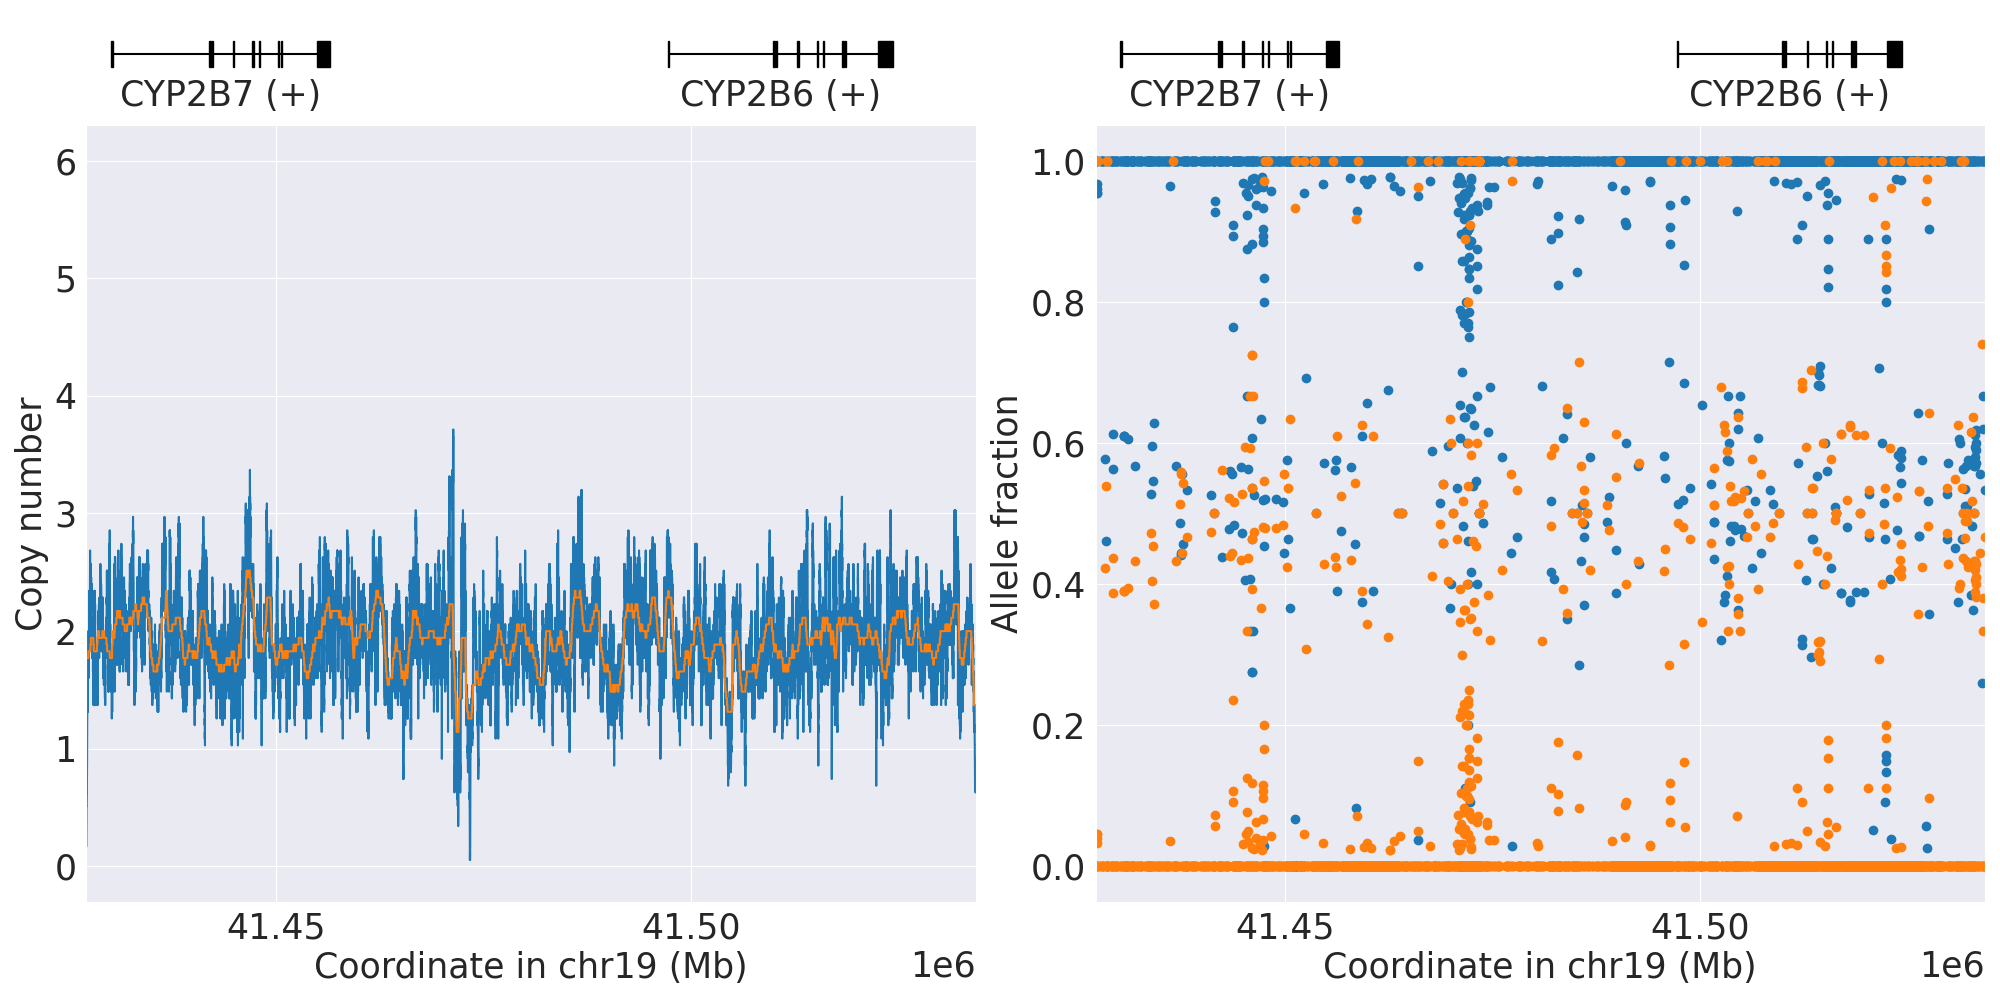 CYP2B7 (+)
CYP2B6 (+)
CYP2B7 (+)
CYP2B6 (+)
6
5
4
3
2
1
0
Copy number
41.45
41.50
Coordinate in chr19 (Mb)
1e6
1.0
0.8
0.6
0.4
0.2
0.0
Allele fraction
41.45
41.50
Coordinate in chr19 (Mb)
1e6